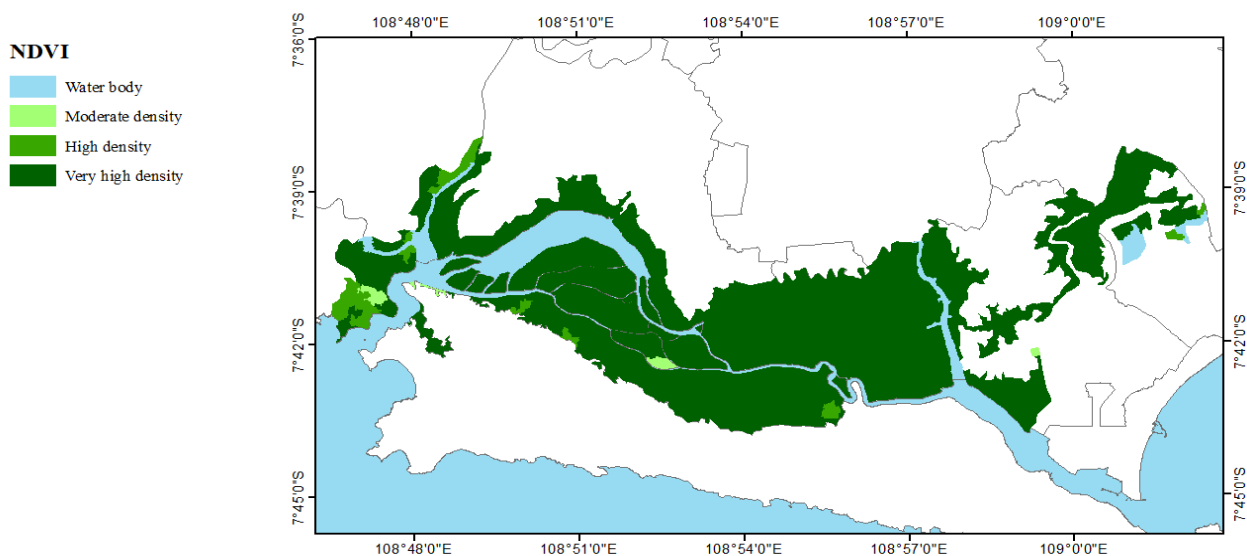 108°48'0"E 108°51'0"E 108°54'0"E 108°57'0"E 109°0'0"E
NDVI
Water body
Moderate density
High density
Very high density
7°36'0"S
7°39'0"S 7°39'0"S
7°42'0"S 7°42'0"S
7°45'0"S 7°45'0"S
108°48'0"E 108°51'0"E 108°54'0"E 108°57'0"E 109°0'0"E